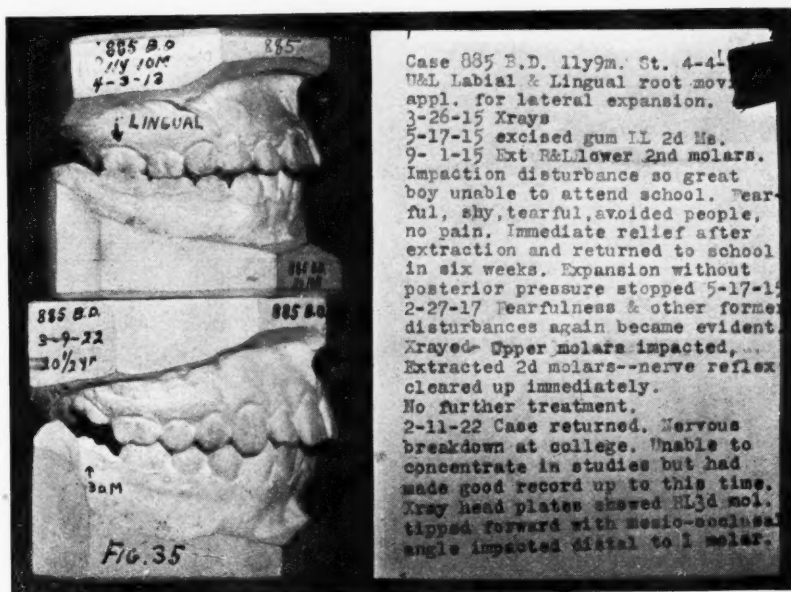 885 B.D.
11y 10M
4-3-13
885
LINGUAL
885 B.D.
885 B.D.
3-9-22
20½yr
885 B.D.
3dM
FIG. 35
Case 885 B.D. 11y9m. St. 4-4-
U&L Labial & Lingual root movi
appl. for lateral expansion.
3-26-15 Xrays
5-17-15 excised gum LL 2d Ms.
9- 1-15 Ext R&L lower 2nd molars.
Impaction disturbance so great
boy unable to attend school. Fear-
ful, shy, tearful, avoided people,
no pain. Immediate relief after
extraction and returned to school
in six weeks. Expansion without
posterior pressure stopped 5-17-15
2-27-17 Fearfulness & other former
disturbances again became evident.
Xrayed- Upper molars impacted,
Extracted 2d molars--nerve reflex
cleared up immediately.
No further treatment.
2-11-22 Case returned. Nervous
breakdown at college. Unable to
concentrate in studies but had
made good record up to this time.
Xray head plates showed RL3d mol.
tipped forward with mesio-occlusal
angle impacted distal to 1 molar.